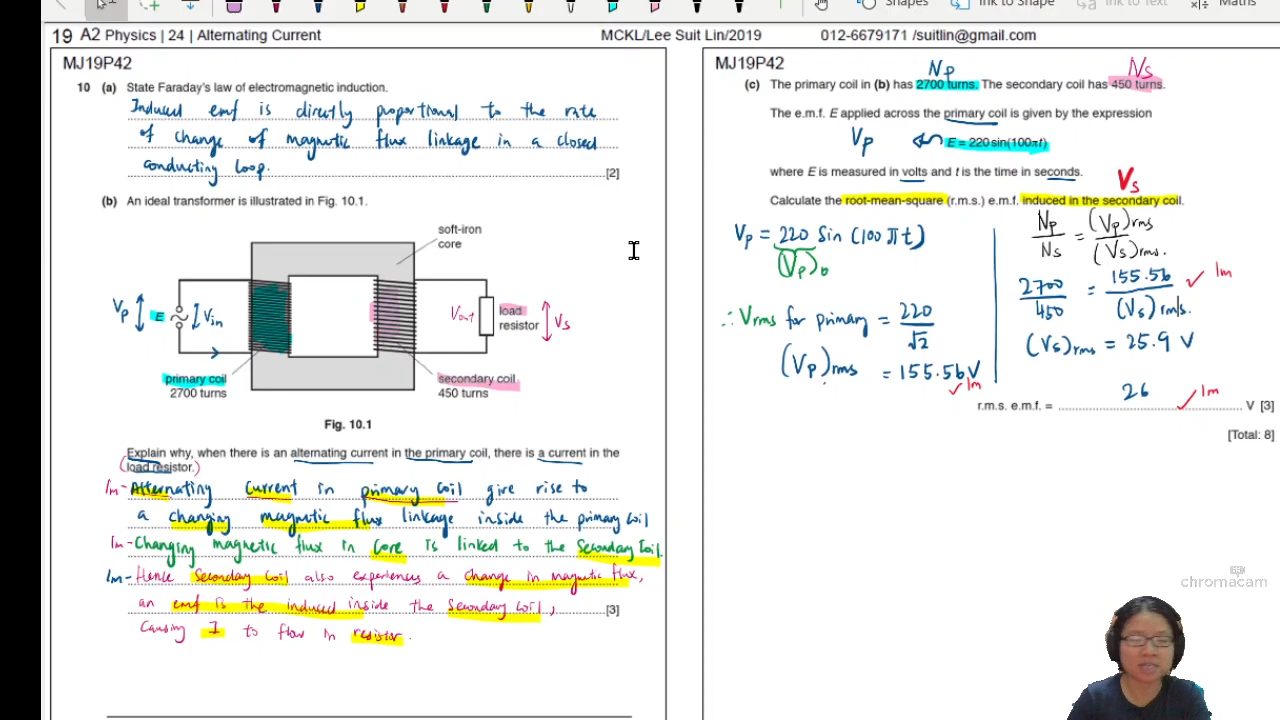 Shapes
Ink to Shape
Ink to Text
Maths
19 A2 Physics | 24 | Alternating Current
MCKL/Lee Suit Lin/2019 012-6679171 /suitlin@gmail.com
MJ19P42
10 (a) State Faraday's law of electromagnetic induction.
Induced emf is directly proportional to the rate
of change of magnetic flux linkage in a closed
conducting loop. [2]
(b) An ideal transformer is illustrated in Fig. 10.1.
soft-iron
core
Vp E Vin
Vout load
resistor Vs
primary coil
2700 turns
secondary coil
450 turns
Fig. 10.1
Explain why, when there is an alternating current in the primary coil, there is a current in the
(load resistor.)
1m- Alternating current in primary coil give rise to
a changing magnetic flux linkage inside the primary coil
1m- Changing magnetic flux in core is linked to the secondary coil.
1m- Hence secondary coil also experiences a change in magnetic flux,
an emf is the induced inside the secondary coil, [3]
causing I to flow in resistor.
MJ19P42
Np Ns
(c) The primary coil in (b) has 2700 turns. The secondary coil has 450 turns.
The e.m.f. E applied across the primary coil is given by the expression
Vp E = 220 sin(100πt)
where E is measured in volts and t is the time in seconds.
Vs
Calculate the root-mean-square (r.m.s.) e.m.f. induced in the secondary coil.
Vp = 220 sin (100πt)
(Vp)o
∴ Vrms for primary = 220/√2
(Vp)rms = 155.56V
✓1m
Np/Ns = (Vp)rms/(Vs)rms.
2700/450 = 155.56/(Vs)rms. ✓ 1m
(Vs)rms = 25.9 V
26 ✓ 1m
r.m.s. e.m.f. = V [3]
[Total: 8]
chromacam